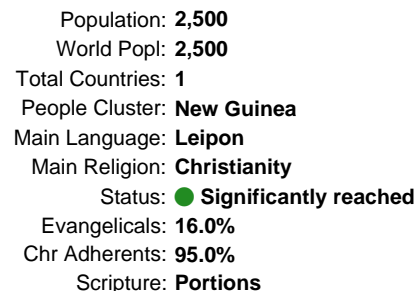 Population: 2,500
World Popl: 2,500
Total Countries: 1
People Cluster: New Guinea
Main Language: Leipon
Main Religion: Christianity
Status: Significantly reached
Evangelicals: 16.0%
Chr Adherents: 95.0%
Scripture: Portions